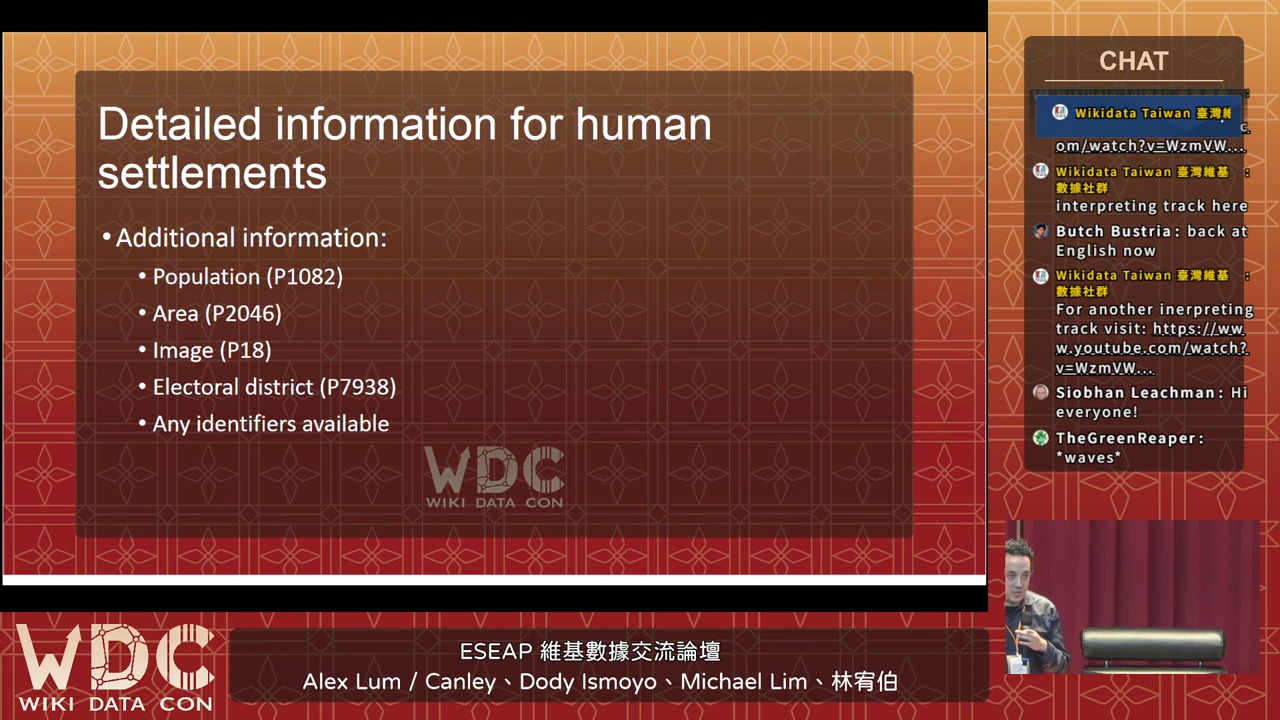 Detailed information for human
settlements
• Additional information:
• Population (P1082)
• Area (P2046)
• Image (P18)
• Electoral district (P7938)
• Any identifiers available
WDC
WIKI DATA CON
CHAT
Wikidata Taiwan 臺灣維
om/watch?v=WzmVW...
Wikidata Taiwan 臺灣維基 :
數據社群
interpreting track here
Butch Bustria: back at
English now
Wikidata Taiwan 臺灣維基 :
數據社群
For another inerpreting
track visit: https://ww
w.youtube.com/watch?
v=WzmVW...
Siobhan Leachman: Hi
everyone!
TheGreenReaper:
*waves*
WDC
WIKI DATA CON
ESEAP 維基數據交流論壇
Alex Lum / Canley、Dody Ismoyo、Michael Lim、林宥伯